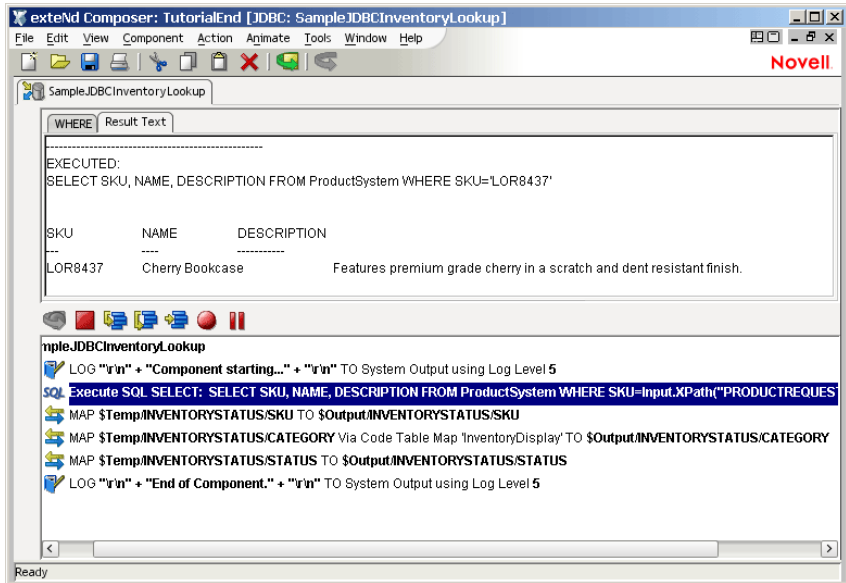 exteNd Composer: TutorialEnd [JDBC: SampleJDBCInventoryLookup]
File Edit View Component Action Animate Tools Window Help
Novell.
SampleJDBCInventoryLookup
WHERE Result Text
------------------------------------------------------
EXECUTED:
SELECT SKU, NAME, DESCRIPTION FROM ProductSystem WHERE SKU='LOR8437'
SKU NAME DESCRIPTION
--- ---- -----------
LOR8437 Cherry Bookcase Features premium grade cherry in a scratch and dent resistant finish.
mpleJDBCInventoryLookup
LOG "\r\n" + "Component starting..." + "\r\n" TO System Output using Log Level 5
SQL Execute SQL SELECT: SELECT SKU, NAME, DESCRIPTION FROM ProductSystem WHERE SKU=Input.XPath("PRODUCTREQUES
MAP $Temp/INVENTORYSTATUS/SKU TO $Output/INVENTORYSTATUS/SKU
MAP $Temp/INVENTORYSTATUS/CATEGORY Via Code Table Map 'InventoryDisplay' TO $Output/INVENTORYSTATUS/CATEGORY
MAP $Temp/INVENTORYSTATUS/STATUS TO $Output/INVENTORYSTATUS/STATUS
LOG "\r\n" + "End of Component." + "\r\n" TO System Output using Log Level 5
Ready